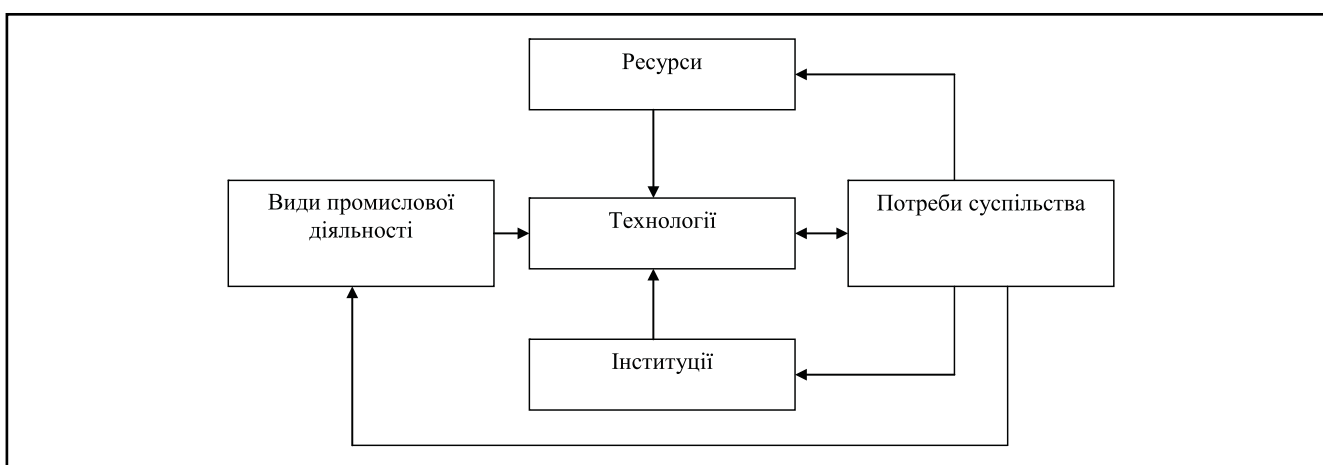 Ресурси
Види промислової
діяльності
Технології
Потреби суспільства
Інституції